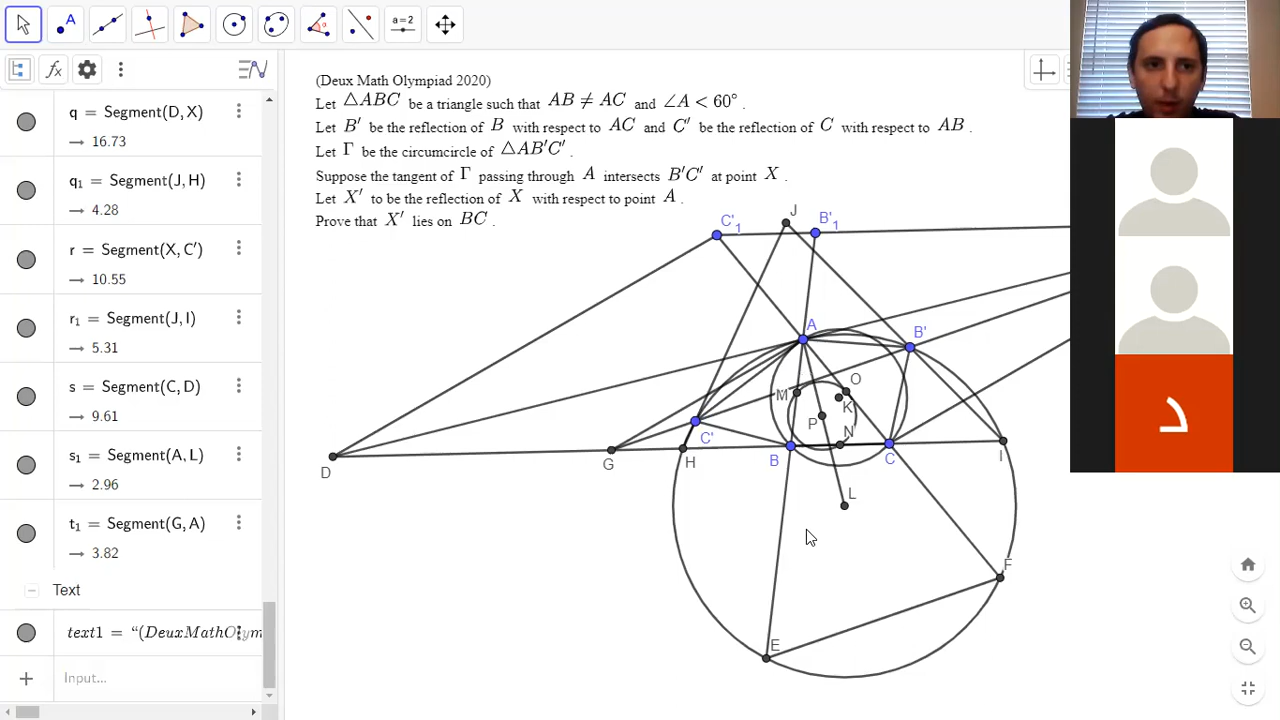 a=2
fx
(Deux Math Olympiad 2020)
Let △ABC be a triangle such that AB ≠ AC and ∠A < 60° .
Let B′ be the reflection of B with respect to AC and C′ be the reflection of C with respect to AB .
Let Γ be the circumcircle of △AB′C′ .
Suppose the tangent of Γ passing through A intersects B′C′ at point X .
Let X′ to be the reflection of X with respect to point A .
Prove that X′ lies on BC .
q = Segment(D, X)
→ 16.73
q₁ = Segment(J, H)
→ 4.28
r = Segment(X, C′)
→ 10.55
r₁ = Segment(J, I)
→ 3.31
s = Segment(C, D)
→ 9.61
s₁ = Segment(A, L)
→ 2.96
t₁ = Segment(G, A)
→ 3.82
Text
text1 = “(DeuxMathOlym
Input...
J
C'₁
B'₁
A
B'
M
O
K
P
N
C'
D
G
H
B
C
I
L
F
E
נ